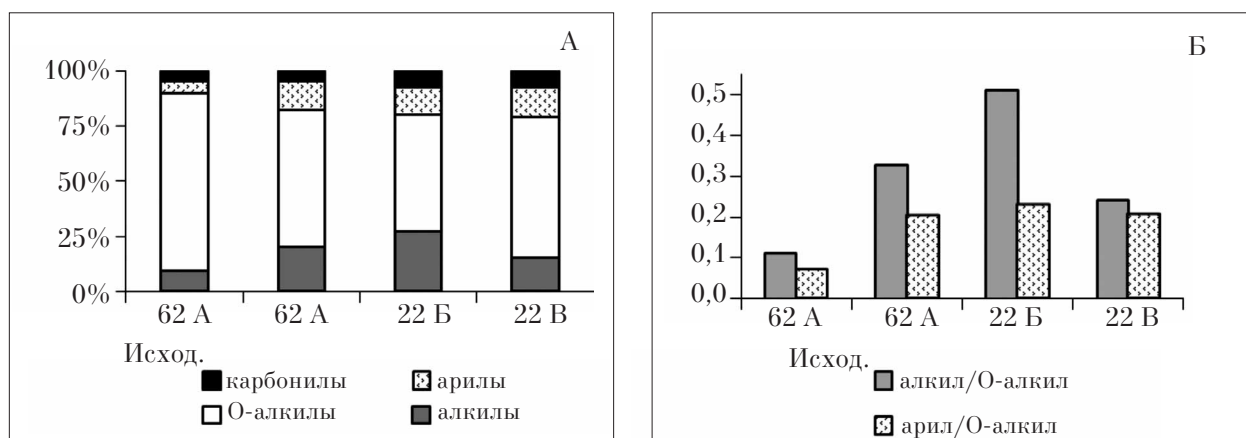 А
100%
75%
50%
25%
0%
62 А 62 А 22 Б 22 В
Исход.
карбонилы арилы
О-алкилы алкилы
Б
0,5
0,4
0,3
0,2
0,1
0,0
62 А 62 А 22 Б 22 В
Исход.
алкил/О-алкил
арил/О-алкил